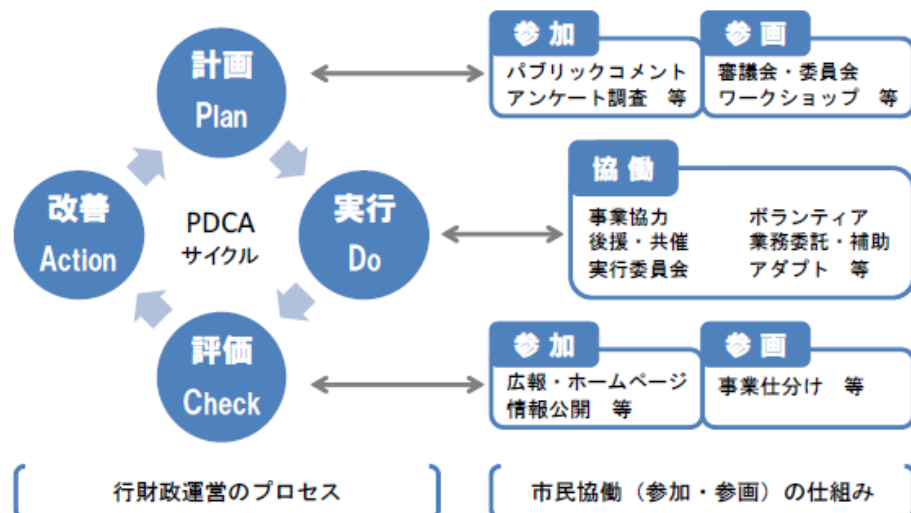 計画
Plan
実行
Do
評価
Check
改善
Action
PDCA
サイクル
参加
パブリックコメント
アンケート調査　等
参画
審議会・委員会
ワークショップ　等
協働
事業協力
後援・共催
実行委員会
ボランティア
業務委託・補助
アダプト　等
参加
広報・ホームページ
情報公開　等
参画
事業仕分け　等
行財政運営のプロセス
市民協働（参加・参画）の仕組み